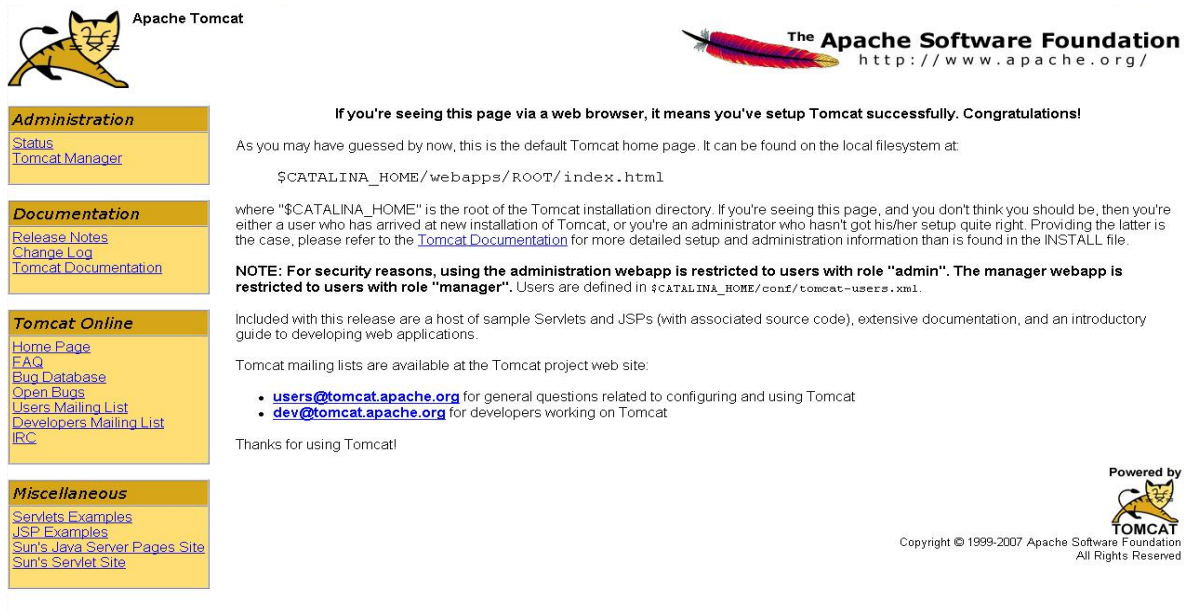 Apache Tomcat
The Apache Software Foundation
http://www.apache.org/
Administration
Status
Tomcat Manager
Documentation
Release Notes
Change Log
Tomcat Documentation
Tomcat Online
Home Page
FAQ
Bug Database
Open Bugs
Users Mailing List
Developers Mailing List
IRC
Miscellaneous
Servlets Examples
JSP Examples
Sun's Java Server Pages Site
Sun's Servlet Site
If you're seeing this page via a web browser, it means you've setup Tomcat successfully. Congratulations!
As you may have guessed by now, this is the default Tomcat home page. It can be found on the local filesystem at:
$CATALINA_HOME/webapps/ROOT/index.html
where "$CATALINA_HOME" is the root of the Tomcat installation directory. If you're seeing this page, and you don't think you should be, then you're
either a user who has arrived at new installation of Tomcat, or you're an administrator who hasn't got his/her setup quite right. Providing the latter is
the case, please refer to the Tomcat Documentation for more detailed setup and administration information than is found in the INSTALL file.
NOTE: For security reasons, using the administration webapp is restricted to users with role "admin". The manager webapp is
restricted to users with role "manager". Users are defined in $CATALINA_HOME/conf/tomcat-users.xml.
Included with this release are a host of sample Servlets and JSPs (with associated source code), extensive documentation, and an introductory
guide to developing web applications.
Tomcat mailing lists are available at the Tomcat project web site:
• users@tomcat.apache.org for general questions related to configuring and using Tomcat
• dev@tomcat.apache.org for developers working on Tomcat
Thanks for using Tomcat!
Powered by
TOMCAT
Copyright © 1999-2007 Apache Software Foundation
All Rights Reserved